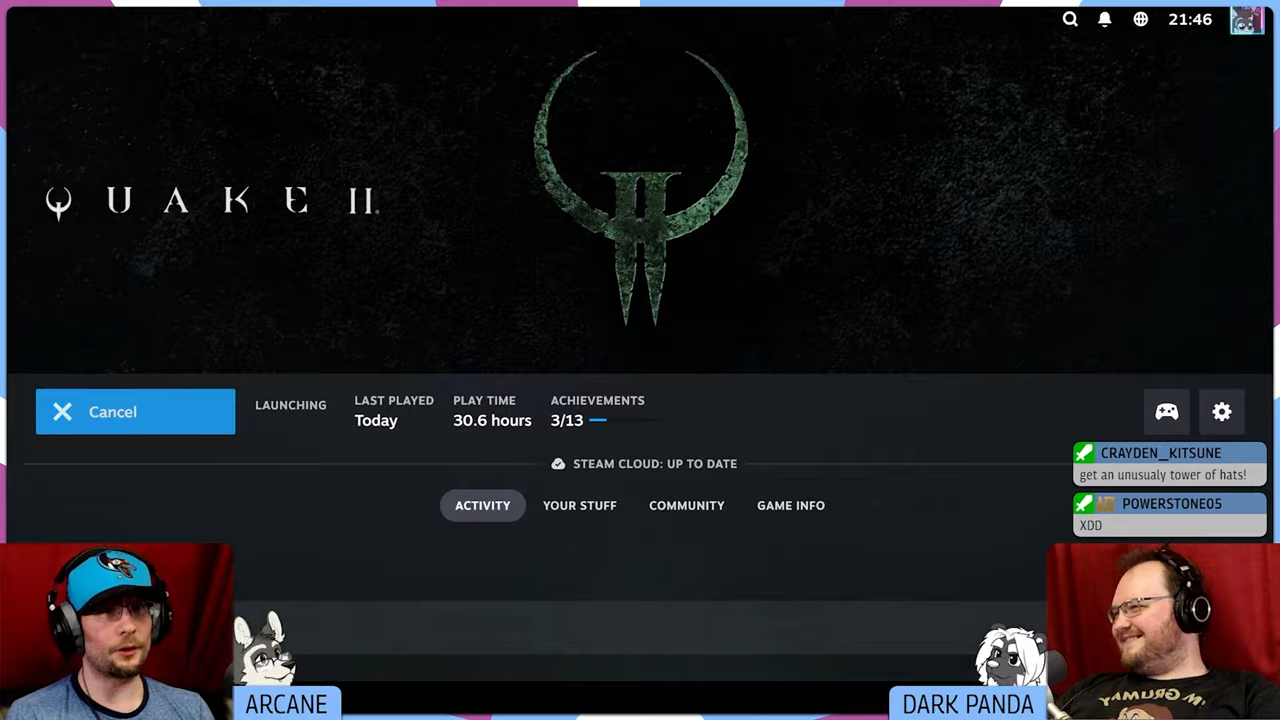 21:46
QUAKE II
Cancel
LAUNCHING
LAST PLAYED
Today
PLAY TIME
30.6 hours
ACHIEVEMENTS
3/13
STEAM CLOUD: UP TO DATE
ACTIVITY
YOUR STUFF
COMMUNITY
GAME INFO
CRAYDEN__KITSUNE
get an unusualy tower of hats!
POWERSTONE05
XDD
I'M GRUMPY
ARCANE
DARK PANDA